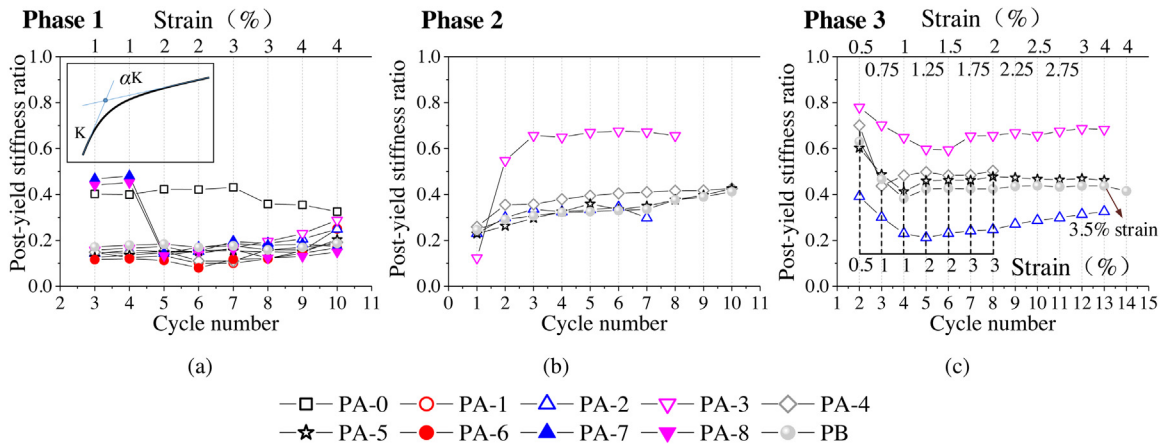 Phase 1 Strain (%)
1 1 2 2 3 3 4 4
Post-yield stiffness ratio
1.0
0.8
0.6
0.4
0.2
0.0
αK
K
2 3 4 5 6 7 8 9 10 11
Cycle number
(a)
Phase 2
Post-yield stiffness ratio
1.0
0.8
0.6
0.4
0.2
0.0
0 1 2 3 4 5 6 7 8 9 10 11
Cycle number
(b)
Phase 3 Strain (%)
0.5 1 1.5 2 2.5 3 4 4
0.75 1.25 1.75 2.25 2.75
Post-yield stiffness ratio
1.0
0.8
0.6
0.4
0.2
0.0
3.5% strain
0.5 1 1 2 2 3 3 Strain (%)
1 2 3 4 5 6 7 8 9 10 11 12 13 14 15
Cycle number
(c)
PA-0 PA-1 PA-2 PA-3 PA-4
PA-5 PA-6 PA-7 PA-8 PB